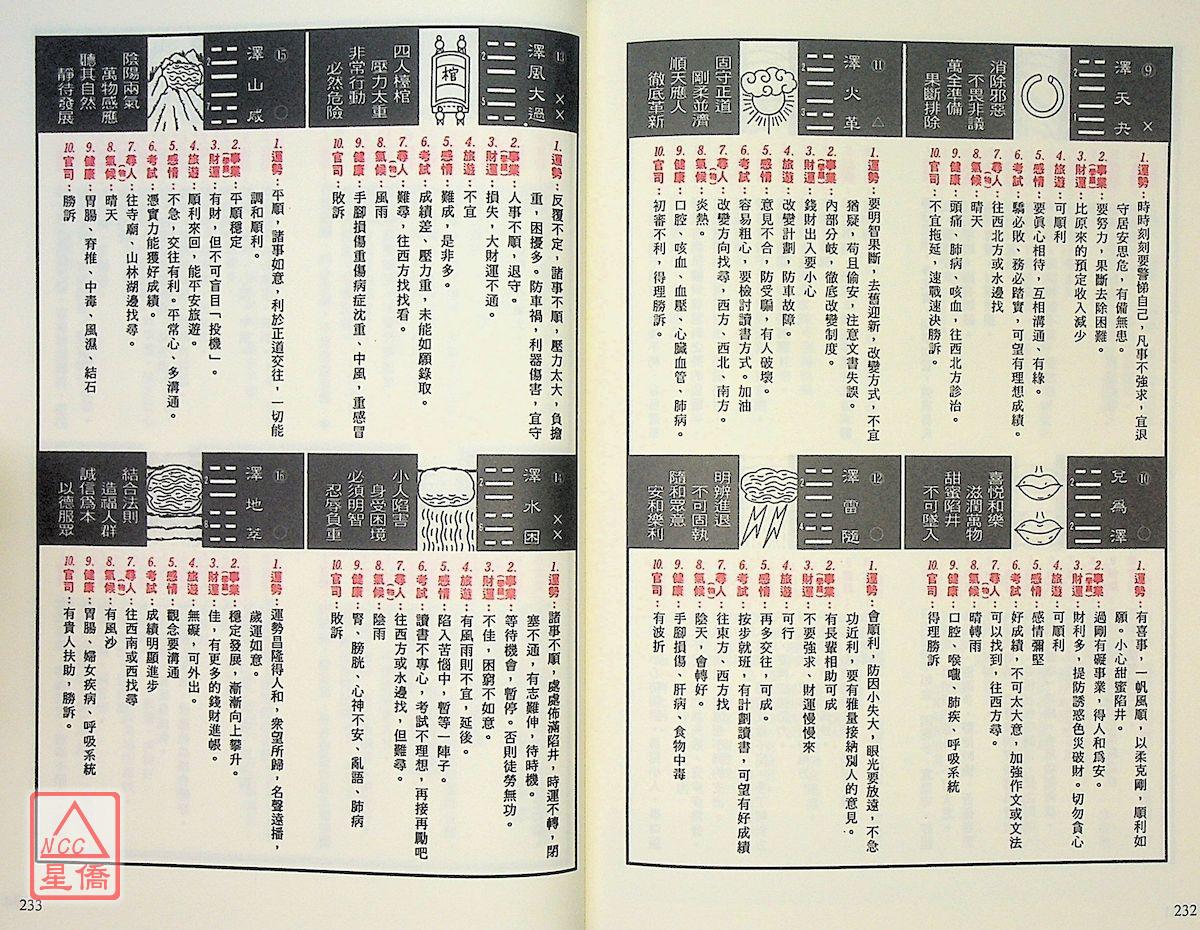 ⑨
澤天夬 ×
消除邪惡
不畏非議
萬全準備
果斷排除
1.運勢：時時刻刻要警惕自己，凡事不強求，宜退
守居安思危，有備無患。
2.事業(學業)：要努力，果斷去除困難。
3.財運：比原來的預定收入減少
4.旅遊：可順利
5.感情：要眞心相待，互相溝通、有緣。
6.考試：驕必敗、務必踏實，可望有理想成績。
7.尋人(物)：往西北方或水邊找
8.氣候：晴天
9.健康：頭痛、肺病、咳血，往西北方診治。
10.官司：不宜拖延，速戰速決勝訴。
⑩
兌爲澤 ○
喜悅和樂
滋潤萬物
甜蜜陷井
不可墜入
1.運勢：有喜事，一帆風順，以柔克剛，順利如
願。小心甜蜜陷井。
2.事業(學業)：過剛有礙事業，得人和爲安。
3.財運：財利多，提防誘惑色災破財。切勿貪心
4.旅遊：可順利
5.感情：感情彌堅
6.考試：好成績，不可太大意，加強作文或文法
7.尋人(物)：可以找到，往西方尋。
8.氣候：晴轉雨
9.健康：口腔、喉嚨、肺疾、呼吸系統
10.官司：得理勝訴
⑪
澤火革 △
固守正道
剛柔並濟
順天應人
徹底革新
1.運勢：要明智果斷，去舊迎新，改變方式，不宜
猶疑，苟且偷安，注意文書失誤。
2.事業(學業)：內部分岐，徹底改變制度。
3.財運：錢財出入要小心
4.旅遊：改變計劃，防車故障。
5.感情：意見不合，防受騙，有人破壞。
6.考試：容易粗心，要檢討讀書方式。加油
7.尋人(物)：改變方向找尋，西方、西北、南方。
8.氣候：炎熱。
9.健康：口腔、咳血、血壓、心臟血管、肺病。
10.官司：初審不利，得理勝訴。
⑫
澤雷隨 ○
明辨進退
不可固執
隨和眾意
安和樂利
1.運勢：會順利，防因小失大，眼光要放遠，不急
功近利，要有雅量接納別人的意見。
2.事業(學業)：有長輩相助可成
3.財運：不要強求、財運慢慢來
4.旅遊：可行
5.感情：再多交往，可成。
6.考試：按步就班，有計劃讀書，可望有好成績
7.尋人(物)：往東方、西方找
8.氣候：陰天，會轉好。
9.健康：手腳損傷、肝病、食物中毒
10.官司：有波折
232
⑬
澤風大過 ××
四人檯棺
壓力太重
非常行動
必然危險
棺
1.運勢：反覆不定，諸事不順，壓力太大，負擔
重，困擾多。防車禍，利器傷害，宜守
2.事業(學業)：人事不順，退守。
3.財運：損失，大財運不通。
4.旅遊：不宜
5.感情：難成，是非多。
6.考試：成績差、壓力重，未能如願錄取。
7.尋人(物)：難尋，往西方找找看。
8.氣候：風雨
9.健康：手腳損傷重傷病症沈重、中風，重感冒
10.官司：敗訴
⑭
澤水困 ××
小人陷害
身受困境
必須明智
忍辱負重
1.運勢：諸事不順，處處佈滿陷井，時運不轉，閉
塞不通，有志難伸，待時機。
2.事業(學業)：等待機會，暫停。否則徒勞無功。
3.財運：不佳，困窮不如意。
4.旅遊：有風雨則不宜，延後。
5.感情：陷入苦惱中，暫等一陣子。
6.考試：讀書不專心，考試不理想，再接再勵吧
7.尋人(物)：往西方或水邊找，但難尋。
8.氣候：陰雨
9.健康：腎、膀胱、心神不安、亂語、肺病
10.官司：敗訴
⑮
澤山咸 ○
陰陽兩氣
萬物感應
聽其自然
靜待發展
1.運勢：平順，諸事如意，利於正道交往，一切能
調和順利。
2.事業(學業)：平順穩定
3.財運：有財，但不可盲目「投機」。
4.旅遊：順利來回，能平安旅遊。
5.感情：不急，交往有利。平常心、多溝通。
6.考試：憑實力能獲好成績。
7.尋人(物)：往寺廟、山林湖邊找尋。
8.氣候：晴天
9.健康：胃腸、脊椎、中毒、風濕、結石
10.官司：勝訴
⑯
澤地萃 ○
結合法則
造福人群
誠信爲本
以德服眾
1.運勢：運勢昌隆得人和，衆望所歸，名聲遠播，
歲運如意。
2.事業(學業)：穩定發展，漸漸向上攀升。
3.財運：佳，有更多的錢財進帳。
4.旅遊：無礙，可外出。
5.感情：觀念要溝通
6.考試：成績明顯進步
7.尋人(物)：往西南或西找尋
8.氣候：有風沙
9.健康：胃腸、婦女疾病、呼吸系統
10.官司：有貴人扶助，勝訴。
233
NCC
星僑